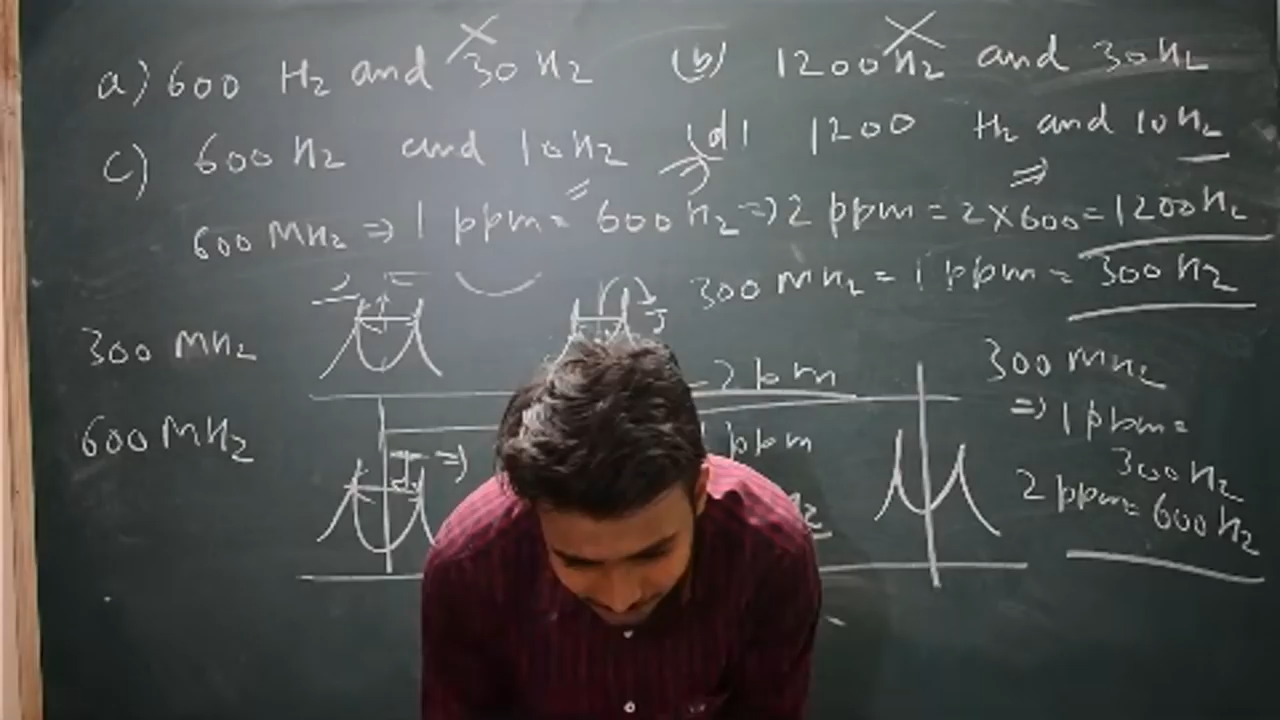 a) 600 Hz and 30 Hz (b) 1200 Hz and 30 Hz
c) 600 Hz and 10 Hz (d) 1200 Hz and 10 Hz
600 MHz ⇒ 1 ppm = 600 Hz ⇒ 2 ppm = 2×600 = 1200 Hz
300 MHz = 1 ppm = 300 Hz
J
300 MHz
2 ppm
300 MHz
⇒ 1 ppm =
300 Hz
600 MHz
J ⇒
1 ppm
2 ppm = 600 Hz